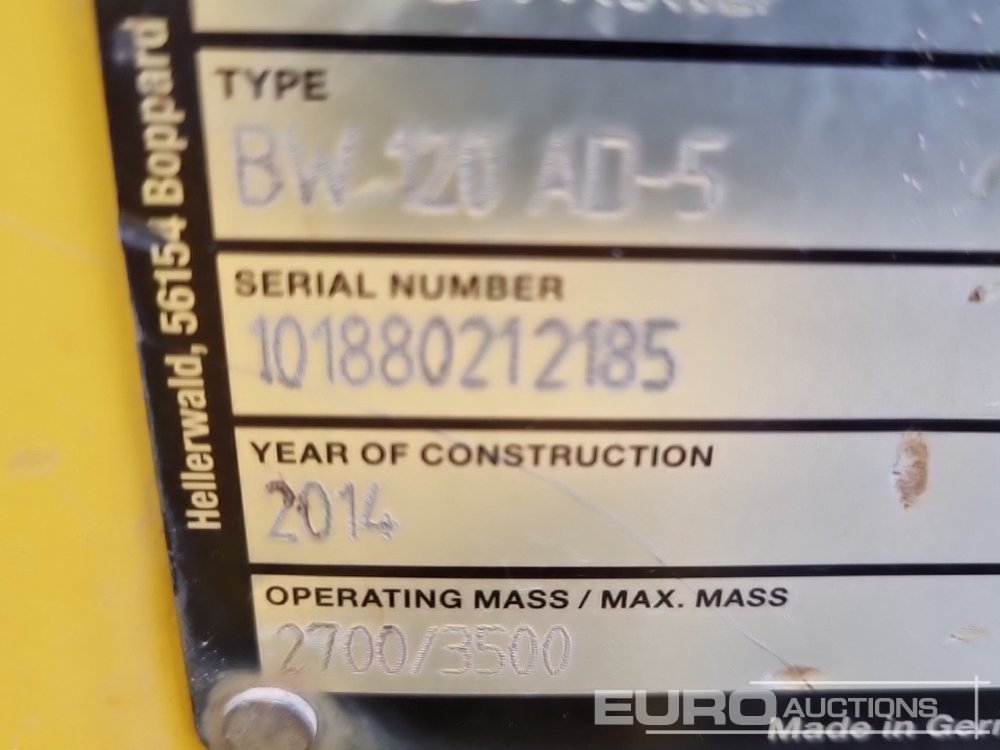 Hellerwald, 56154 Boppard
TYPE
BW 120 AD-5
SERIAL NUMBER
101880212185
YEAR OF CONSTRUCTION
2014
OPERATING MASS / MAX. MASS
2700/3500
EURO AUCTIONS
Made in Germ